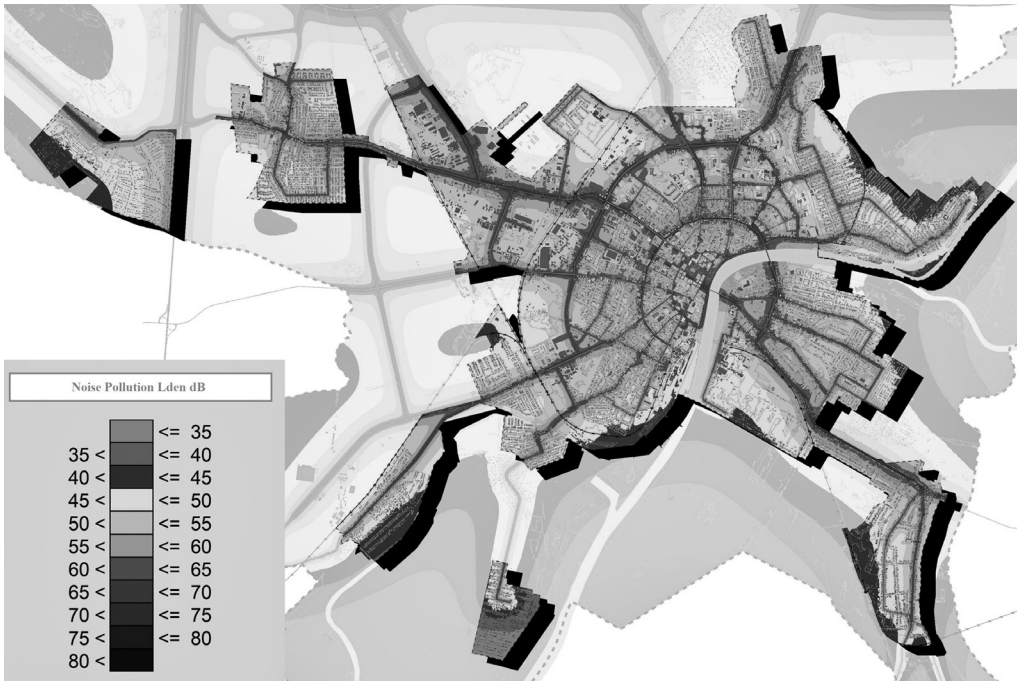 Noise Pollution Lden dB
<= 35
35 < <= 40
40 < <= 45
45 < <= 50
50 < <= 55
55 < <= 60
60 < <= 65
65 < <= 70
70 < <= 75
75 < <= 80
80 <